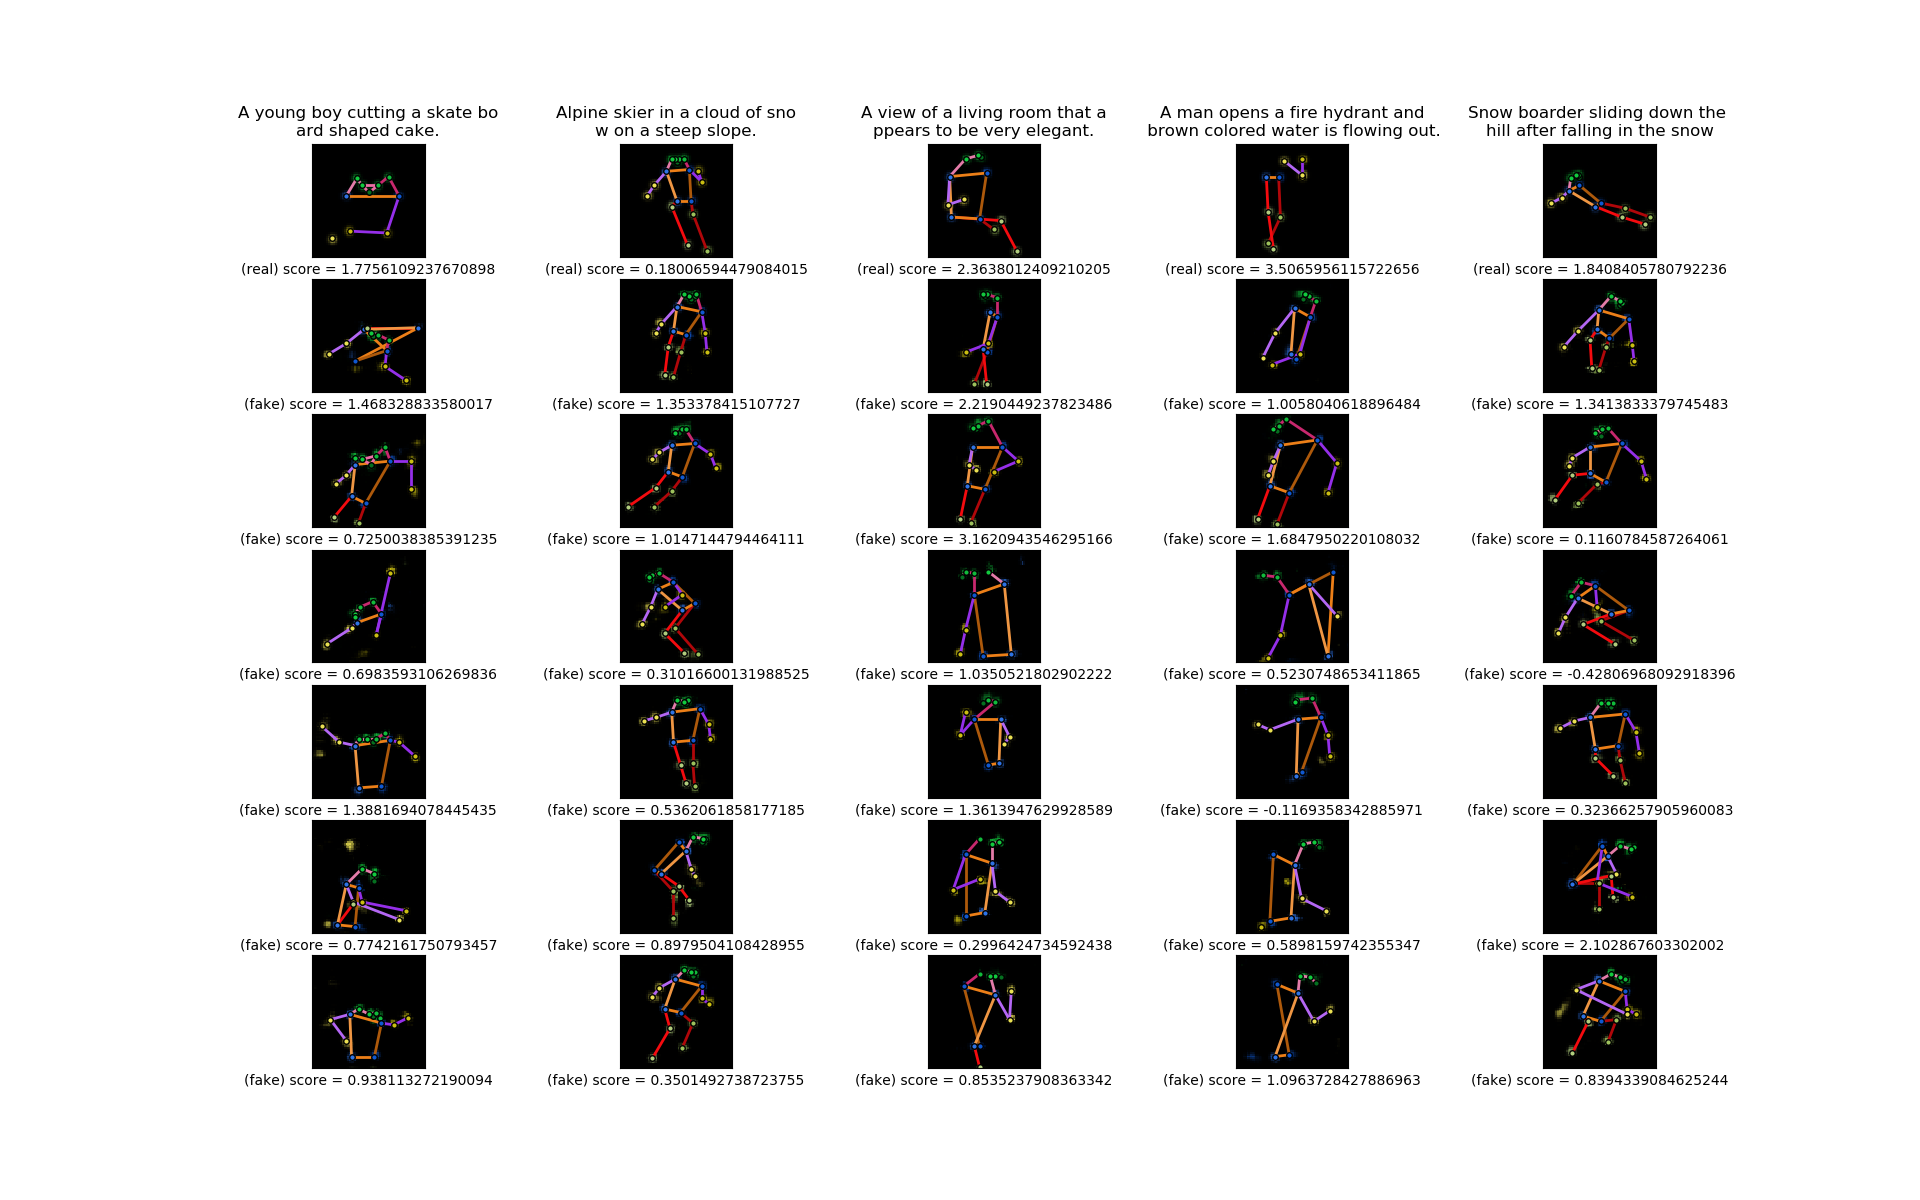 A young boy cutting a skate bo
ard shaped cake.
Alpine skier in a cloud of sno
w on a steep slope.
A view of a living room that a
ppears to be very elegant.
A man opens a fire hydrant and
brown colored water is flowing out.
Snow boarder sliding down the
hill after falling in the snow
(real) score = 1.7756109237670898
(real) score = 0.18006594479084015
(real) score = 2.3638012409210205
(real) score = 3.5065956115722656
(real) score = 1.8408405780792236
(fake) score = 1.468328833580017
(fake) score = 1.353378415107727
(fake) score = 2.2190449237823486
(fake) score = 1.0058040618896484
(fake) score = 1.3413833379745483
(fake) score = 0.7250038385391235
(fake) score = 1.0147144794464111
(fake) score = 3.1620943546295166
(fake) score = 1.6847950220108032
(fake) score = 0.1160784587264061
(fake) score = 0.6983593106269836
(fake) score = 0.31016600131988525
(fake) score = 1.0350521802902222
(fake) score = 0.5230748653411865
(fake) score = -0.42806968092918396
(fake) score = 1.3881694078445435
(fake) score = 0.5362061858177185
(fake) score = 1.3613947629928589
(fake) score = -0.1169358342885971
(fake) score = 0.32366257905960083
(fake) score = 0.7742161750793457
(fake) score = 0.8979504108428955
(fake) score = 0.2996424734592438
(fake) score = 0.5898159742355347
(fake) score = 2.102867603302002
(fake) score = 0.938113272190094
(fake) score = 0.3501492738723755
(fake) score = 0.8535237908363342
(fake) score = 1.0963728427886963
(fake) score = 0.8394339084625244